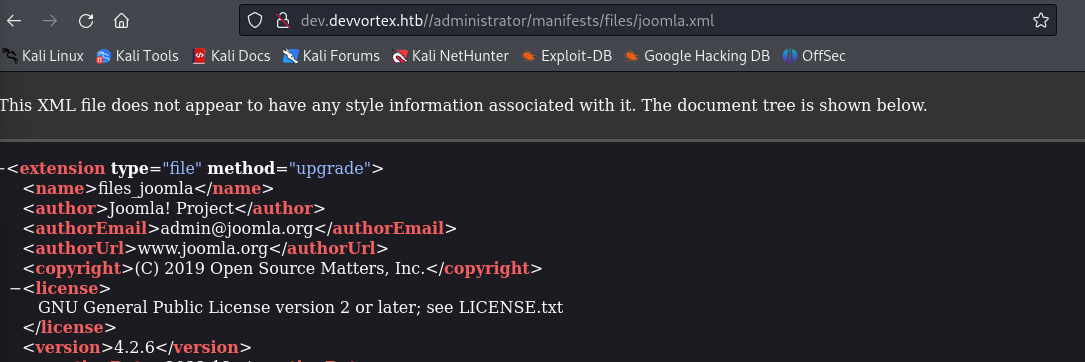 dev.devvortex.htb//administrator/manifests/files/joomla.xml
Kali Linux Kali Tools Kali Docs Kali Forums Kali NetHunter Exploit-DB Google Hacking DB OffSec
This XML file does not appear to have any style information associated with it. The document tree is shown below.
−<extension type="file" method="upgrade">
<name>files_joomla</name>
<author>Joomla! Project</author>
<authorEmail>admin@joomla.org</authorEmail>
<authorUrl>www.joomla.org</authorUrl>
<copyright>(C) 2019 Open Source Matters, Inc.</copyright>
−<license>
GNU General Public License version 2 or later; see LICENSE.txt
</license>
<version>4.2.6</version>